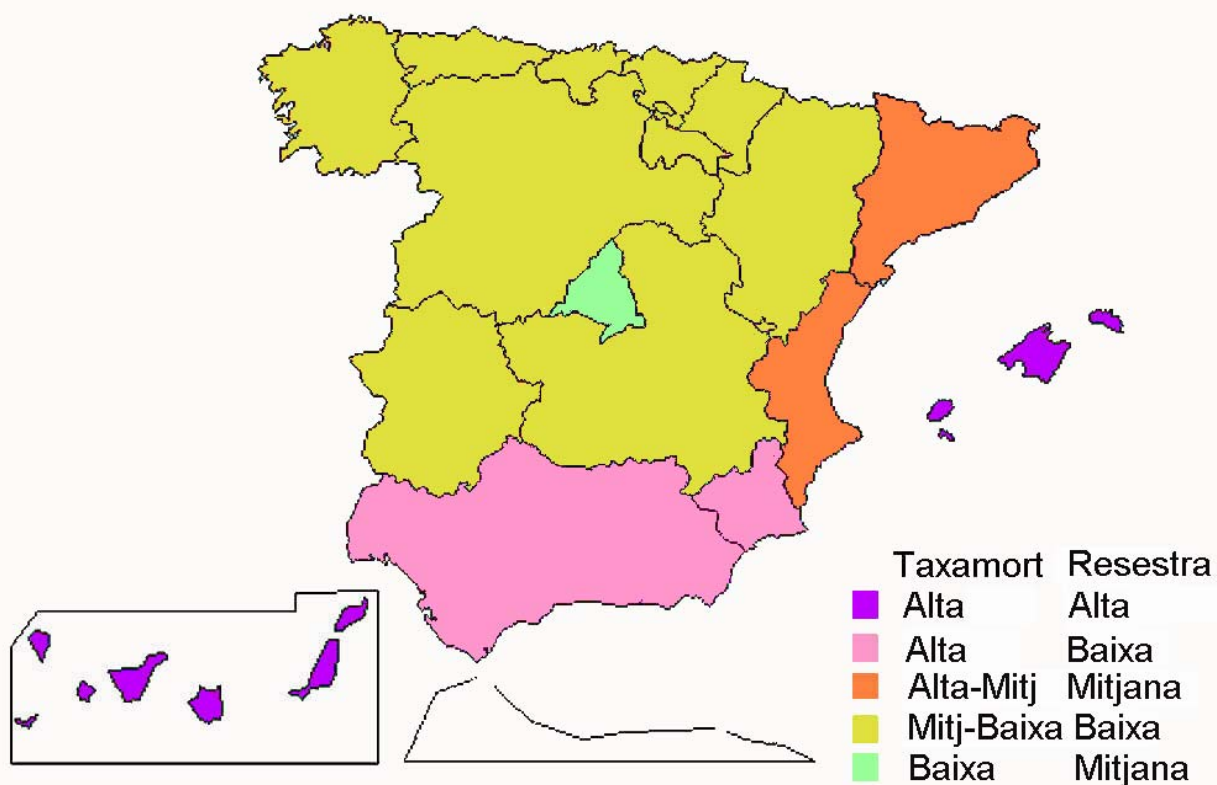 Taxamort Resestra
Alta Alta
Alta Baixa
Alta-Mitj Mitjana
Mitj-Baixa Baixa
Baixa Mitjana